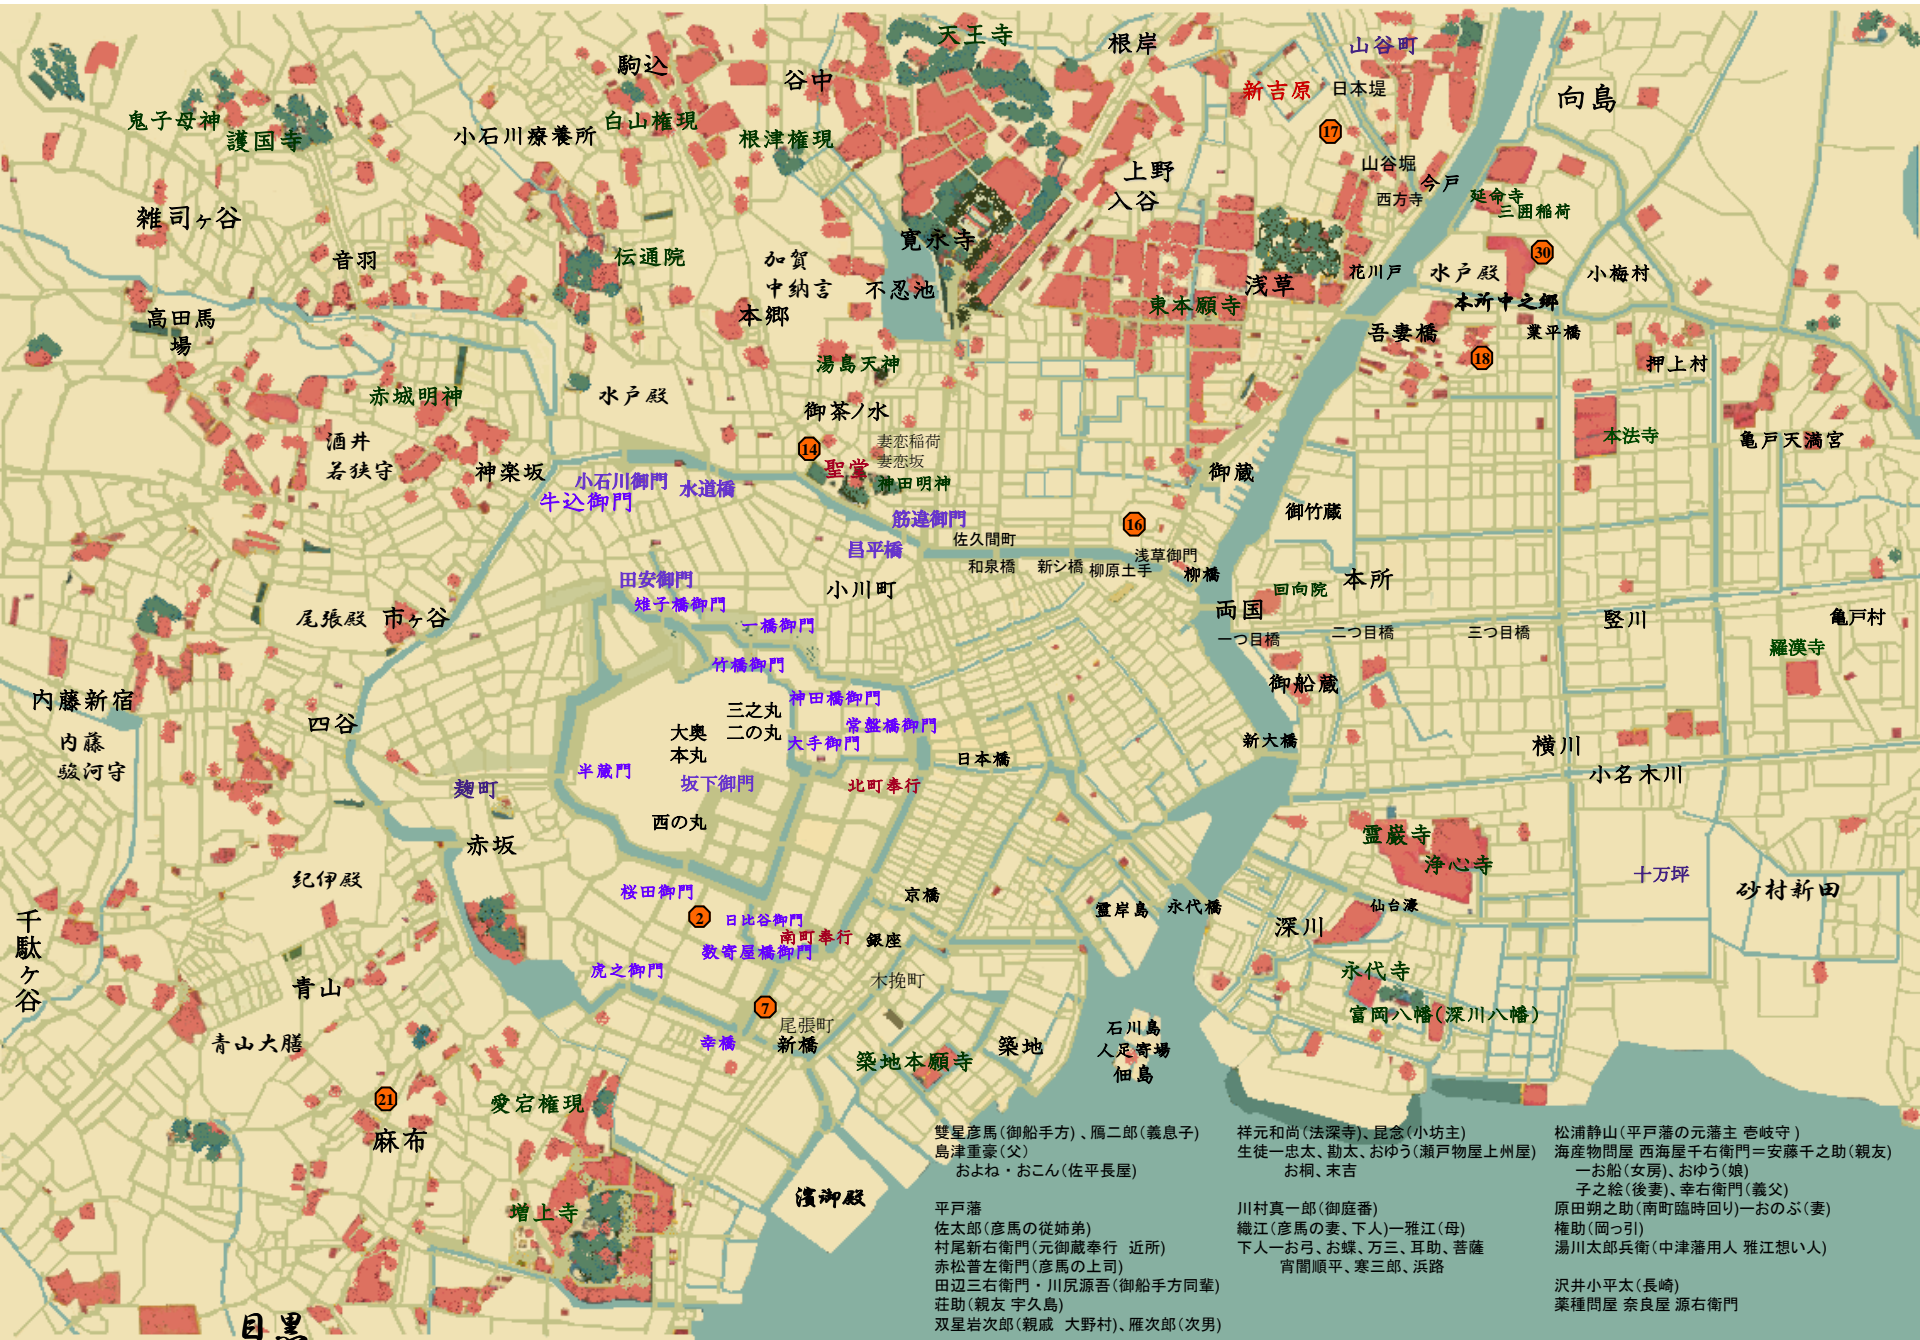 天王寺
根岸
山谷町
駒込
谷中
新吉原
日本堤
向島
鬼子母神
護国寺
小石川療養所
白山権現
根津権現
17
上野
入谷
山谷堀
今戸
西方寺
延命寺
三囲稲荷
雑司ヶ谷
音羽
伝通院
加賀
中納言
本郷
寛永寺
不忍池
浅草
花川戸
水戸殿
30
小梅村
本所中之郷
東本願寺
高田馬
場
吾妻橋
業平橋
18
押上村
湯島天神
赤城明神
水戸殿
御茶ノ水
酒井
若狭守
神楽坂
14
妻恋稲荷
妻恋坂
聖堂
神田明神
本法寺
亀戸天満宮
小石川御門
牛込御門
水道橋
御蔵
御竹蔵
筋違御門
昌平橋
16
佐久間町
和泉橋
新シ橋
柳原土手
浅草御門
柳橋
田安御門
雉子橋御門
小川町
回向院
本所
両国
一つ目橋
二つ目橋
三つ目橋
竪川
亀戸村
羅漢寺
尾張殿
市ヶ谷
一橋御門
竹橋御門
御船蔵
内藤新宿
内藤
駿河守
四谷
神田橋御門
三之丸
二の丸
大奥
本丸
常盤橋御門
大手御門
日本橋
新大橋
横川
小名木川
半蔵門
坂下御門
北町奉行
麹町
西の丸
赤坂
霊巌寺
浄心寺
十万坪
砂村新田
紀伊殿
桜田御門
2
日比谷御門
南町奉行
数寄屋橋御門
京橋
銀座
霊岸島
永代橋
仙台濠
深川
千駄ヶ谷
虎之御門
木挽町
永代寺
富岡八幡(深川八幡)
青山
青山大膳
7
尾張町
新橋
幸橋
築地本願寺
築地
石川島
人足寄場
佃島
21
麻布
愛宕権現
増上寺
濱御殿
目黒
雙星彦馬(御船手方) 、鴈二郎(義息子)
島津重豪(父)
およね・おこん(佐平長屋)
平戸藩
佐太郎(彦馬の従姉弟)
村尾新右衛門(元御蔵奉行 近所)
赤松普左衛門(彦馬の上司)
田辺三右衛門・川尻源吾(御船手方同輩)
荘助(親友 宇久島)
双星岩次郎(親戚 大野村)、雁次郎(次男)
祥元和尚(法深寺)、昆念(小坊主)
生徒ー忠太、勘太、おゆう(瀬戸物屋上州屋)
お桐、末吉
川村真一郎(御庭番)
織江(彦馬の妻、下人)ー雅江(母)
下人ーお弓、お蝶、万三、耳助、菩薩
宵闇順平、寒三郎、浜路
松浦静山(平戸藩の元藩主 壱岐守 )
海産物問屋 西海屋千右衛門＝安藤千之助(親友)
ーお船(女房)、おゆう(娘)
子之絵(後妻)、幸右衛門(義父)
原田朔之助(南町臨時回り)ーおのぶ(妻)
権助(岡っ引)
湯川太郎兵衛(中津藩用人 雅江想い人)
沢井小平太(長崎)
薬種問屋 奈良屋 源右衛門